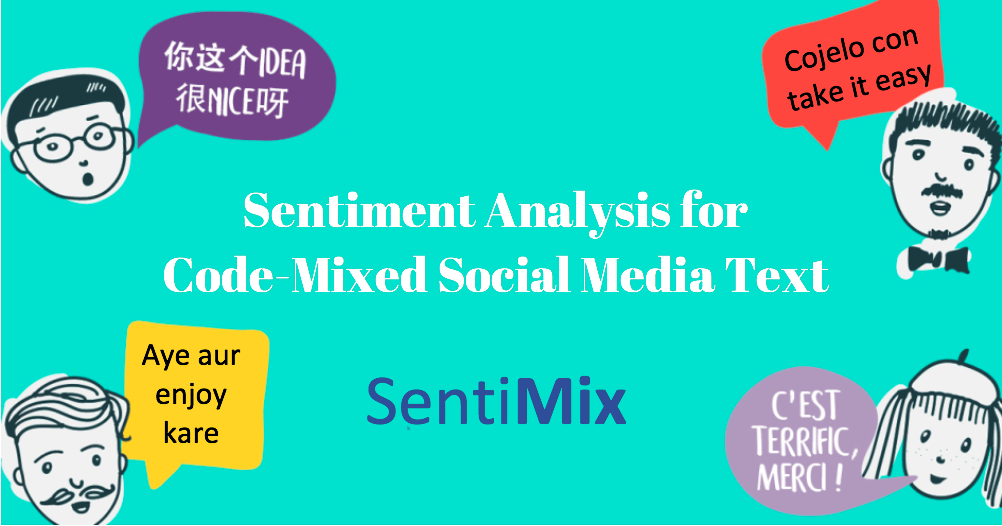 你这个IDEA
很NICE呀
Cojelo con
take it easy
Sentiment Analysis for
Code-Mixed Social Media Text
Aye aur
enjoy
kare
SentiMix
C'EST
TERRIFIC,
MERCI !